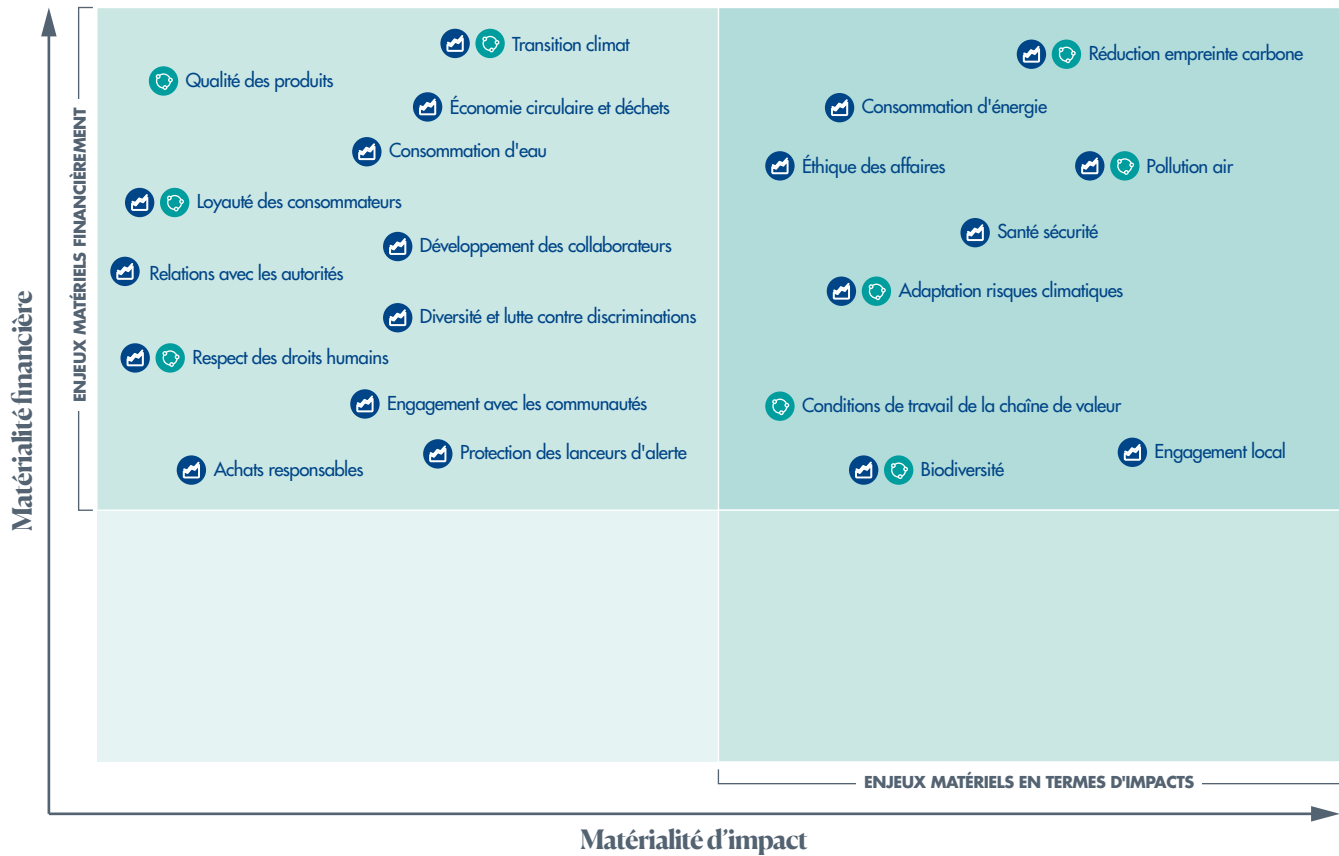 Matérialité financière
ENJEUX MATÉRIELS FINANCIÈREMENT
Transition climat
Qualité des produits
Économie circulaire et déchets
Consommation d'eau
Loyauté des consommateurs
Développement des collaborateurs
Relations avec les autorités
Diversité et lutte contre discriminations
Respect des droits humains
Engagement avec les communautés
Protection des lanceurs d'alerte
Achats responsables
Réduction empreinte carbone
Consommation d'énergie
Éthique des affaires
Pollution air
Santé sécurité
Adaptation risques climatiques
Conditions de travail de la chaîne de valeur
Engagement local
Biodiversité
ENJEUX MATÉRIELS EN TERMES D'IMPACTS
Matérialité d'impact